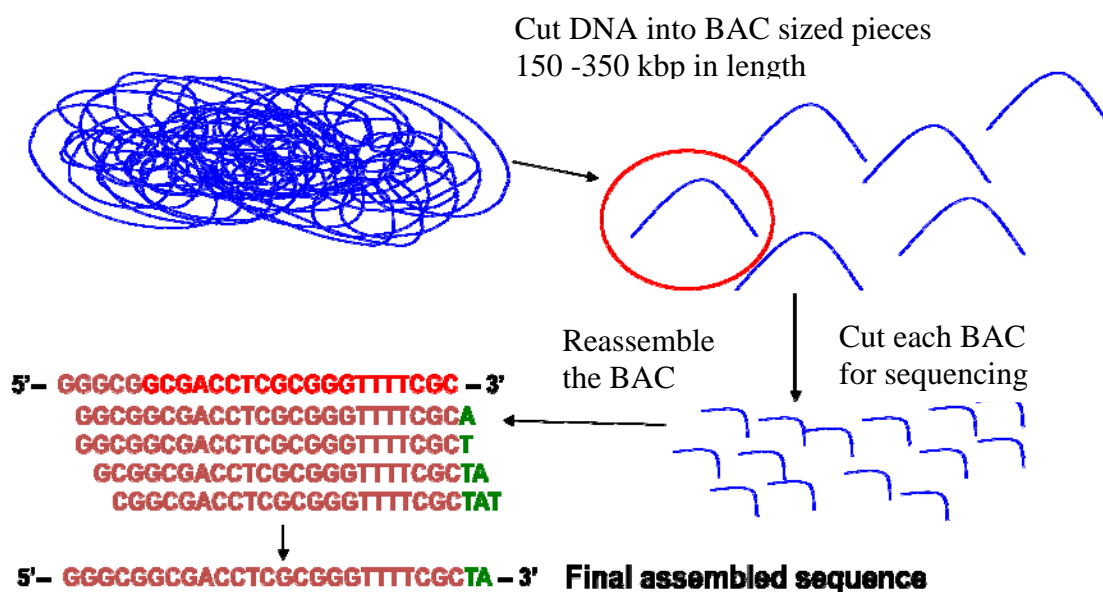 Cut DNA into BAC sized pieces
150 -350 kbp in length
Reassemble
the BAC
Cut each BAC
for sequencing
5’– GGGCGGCGACCTCGCGGGTTTTCGC –3’
GGCGGCGACCTCGCGGGTTTTCGCA
GGCGGCGACCTCGCGGGTTTTCGCT
GCGGCGACCTCGCGGGTTTTCGCTA
CGGCGACCTCGCGGGTTTTCGCTAT
5’– GGGCGGCGACCTCGCGGGTTTTCGCTA – 3’ Final assembled sequence